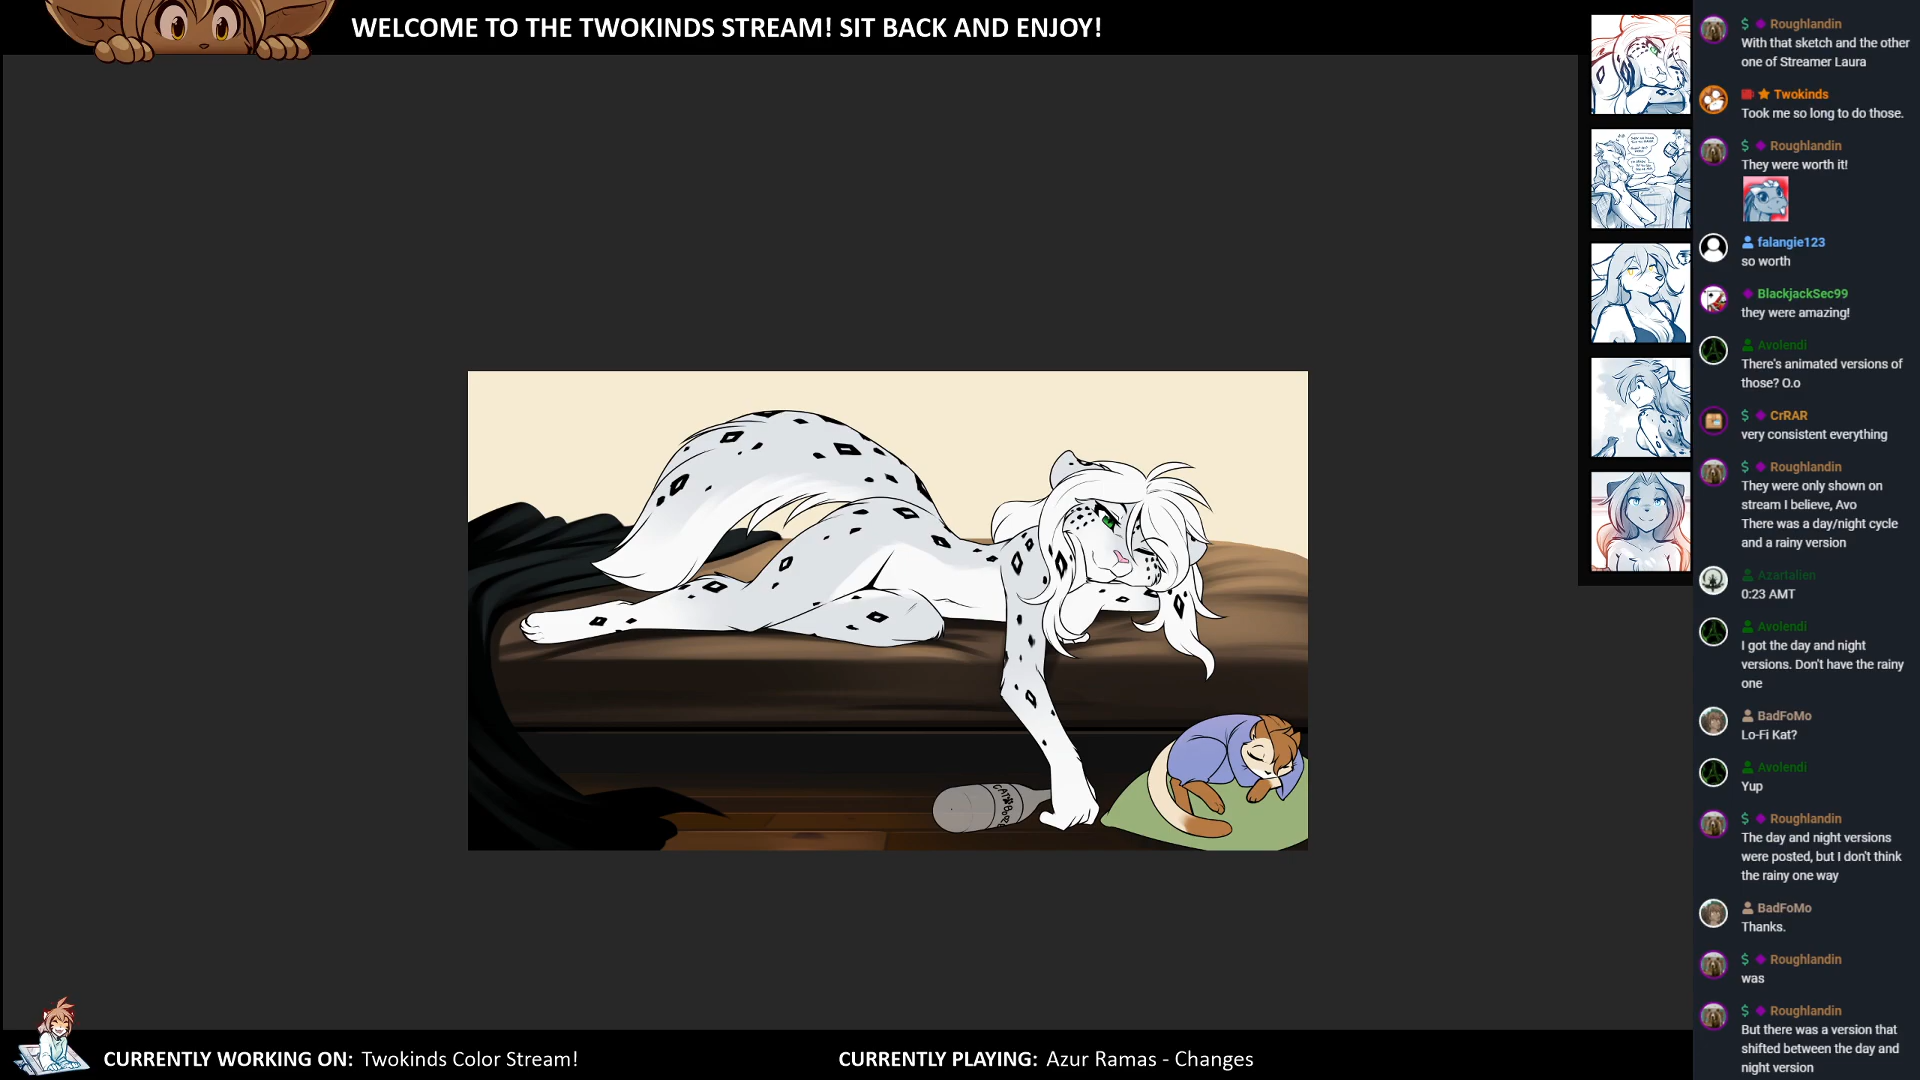 WELCOME TO THE TWOKINDS STREAM! SIT BACK AND ENJOY!
Roughlandin
With that sketch and the other
one of Streamer Laura
Twokinds
Took me so long to do those.
Roughlandin
They were worth it!
falangie123
so worth
BlackjackSec99
they were amazing!
Avolendi
There's animated versions of
those? O.o
CrRAR
very consistent everything
Roughlandin
They were only shown on
stream I believe, Avo
There was a day/night cycle
and a rainy version
Azartalien
0:23 AMT
Avolendi
I got the day and night
versions. Don't have the rainy
one
BadFoMo
Lo-Fi Kat?
Avolendi
Yup
Roughlandin
The day and night versions
were posted, but I don't think
the rainy one way
BadFoMo
Thanks.
Roughlandin
was
Roughlandin
But there was a version that
shifted between the day and
night version
CURRENTLY WORKING ON: Twokinds Color Stream!
CURRENTLY PLAYING: Azur Ramas - Changes